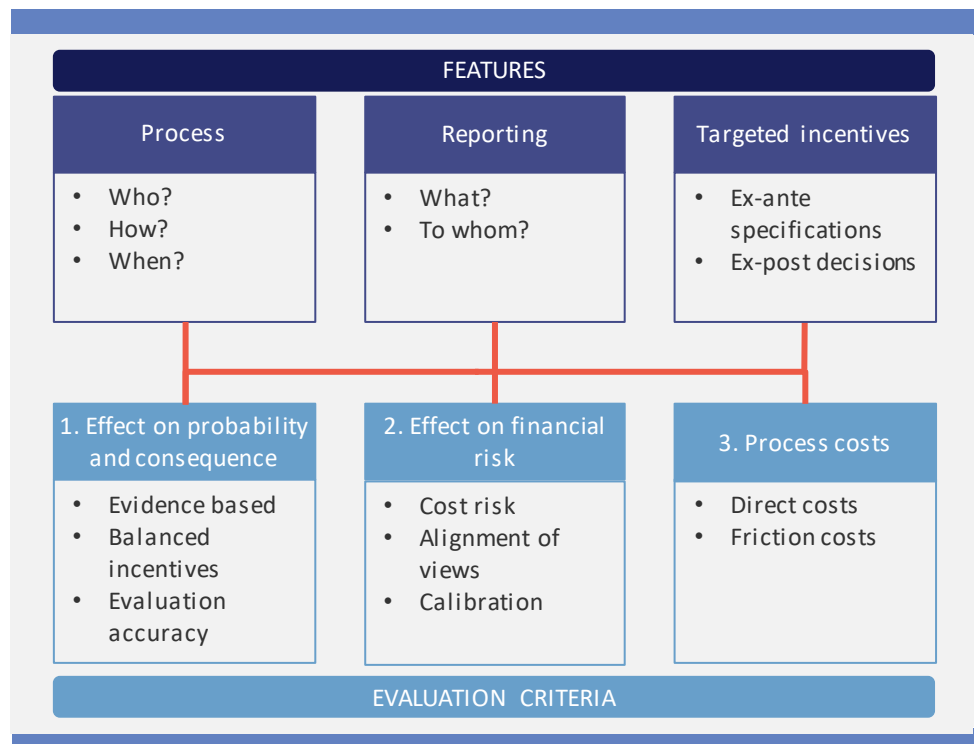 FEATURES
Process
• Who?
• How?
• When?
Reporting
• What?
• To whom?
Targeted incentives
• Ex-ante
specifications
• Ex-post decisions
1. Effect on probability
and consequence
• Evidence based
• Balanced
incentives
• Evaluation
accuracy
2. Effect on financial
risk
• Cost risk
• Alignment of
views
• Calibration
3. Process costs
• Direct costs
• Friction costs
EVALUATION CRITERIA